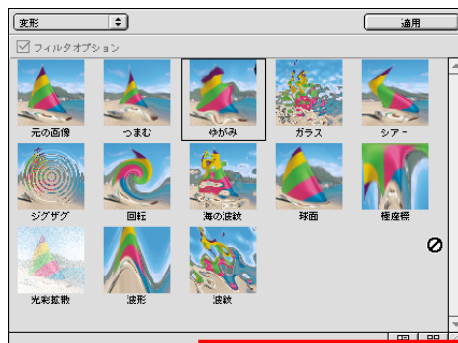 変形
適用
フィルタオプション
元の画像 つまむ ゆがみ ガラス シアー
ジグザグ 回転 海の波紋 球面 極座標
光彩拡散 波形 波紋